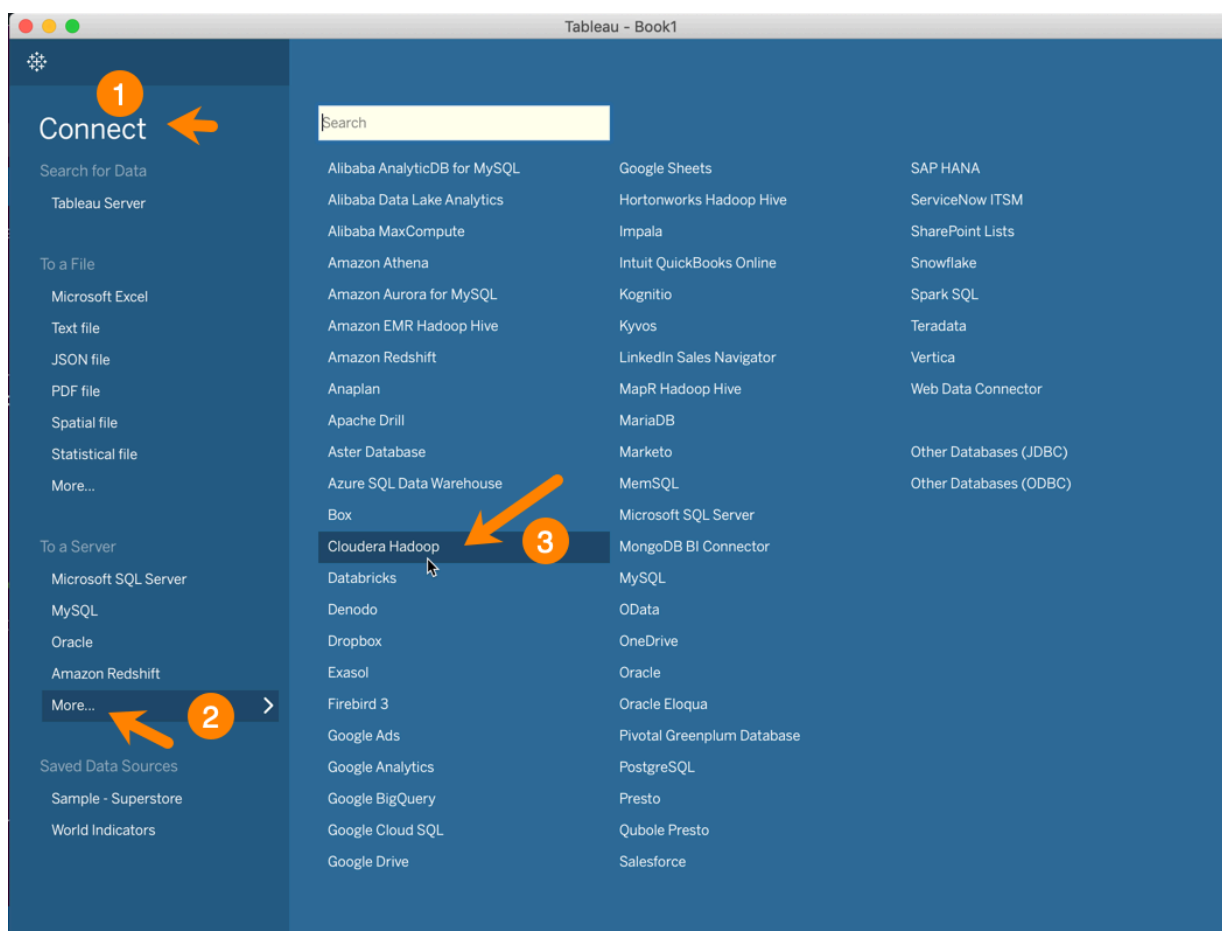 Tableau - Book1
1
Connect
Search for Data
Tableau Server
To a File
Microsoft Excel
Text file
JSON file
PDF file
Spatial file
Statistical file
More...
To a Server
Microsoft SQL Server
MySQL
Oracle
Amazon Redshift
More...
2
Saved Data Sources
Sample - Superstore
World Indicators
Search
Alibaba AnalyticDB for MySQL
Alibaba Data Lake Analytics
Alibaba MaxCompute
Amazon Athena
Amazon Aurora for MySQL
Amazon EMR Hadoop Hive
Amazon Redshift
Anaplan
Apache Drill
Aster Database
Azure SQL Data Warehouse
Box
Cloudera Hadoop
3
Databricks
Denodo
Dropbox
Exasol
Firebird 3
Google Ads
Google Analytics
Google BigQuery
Google Cloud SQL
Google Drive
Google Sheets
Hortonworks Hadoop Hive
Impala
Intuit QuickBooks Online
Kognitio
Kyvos
LinkedIn Sales Navigator
MapR Hadoop Hive
MariaDB
Marketo
MemSQL
Microsoft SQL Server
MongoDB BI Connector
MySQL
OData
OneDrive
Oracle
Oracle Eloqua
Pivotal Greenplum Database
PostgreSQL
Presto
Qubole Presto
Salesforce
SAP HANA
ServiceNow ITSM
SharePoint Lists
Snowflake
Spark SQL
Teradata
Vertica
Web Data Connector
Other Databases (JDBC)
Other Databases (ODBC)